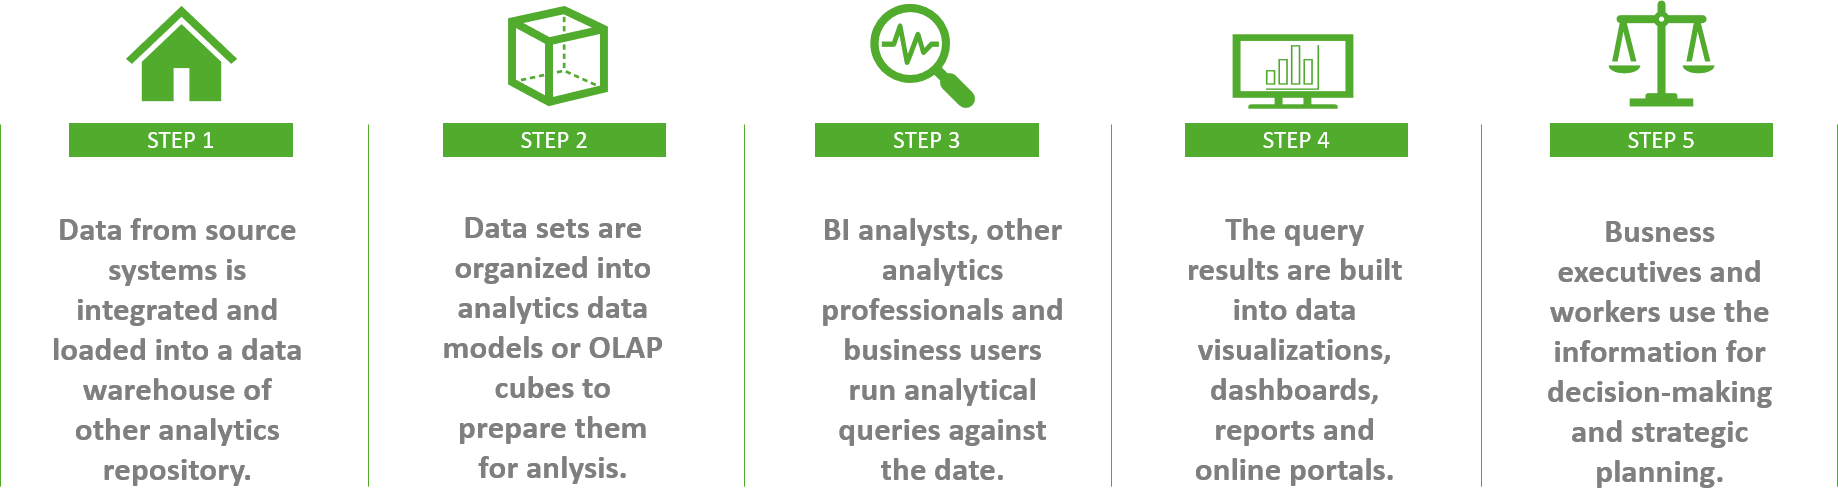 STEP 1
Data from source
systems is
integrated and
loaded into a data
warehouse of
other analytics
repository.
STEP 2
Data sets are
organized into
analytics data
models or OLAP
cubes to
prepare them
for anlysis.
STEP 3
BI analysts, other
analytics
professionals and
business users
run analytical
queries against
the date.
STEP 4
The query
results are built
into data
visualizations,
dashboards,
reports and
online portals.
STEP 5
Busness
executives and
workers use the
information for
decision-making
and strategic
planning.